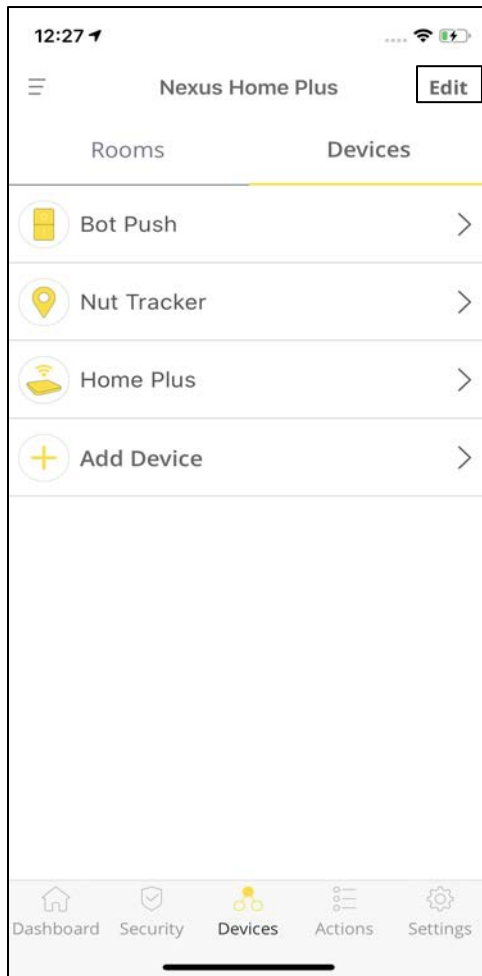 12:27
Nexus Home Plus Edit
Rooms Devices
Bot Push
Nut Tracker
Home Plus
Add Device
Dashboard Security Devices Actions Settings